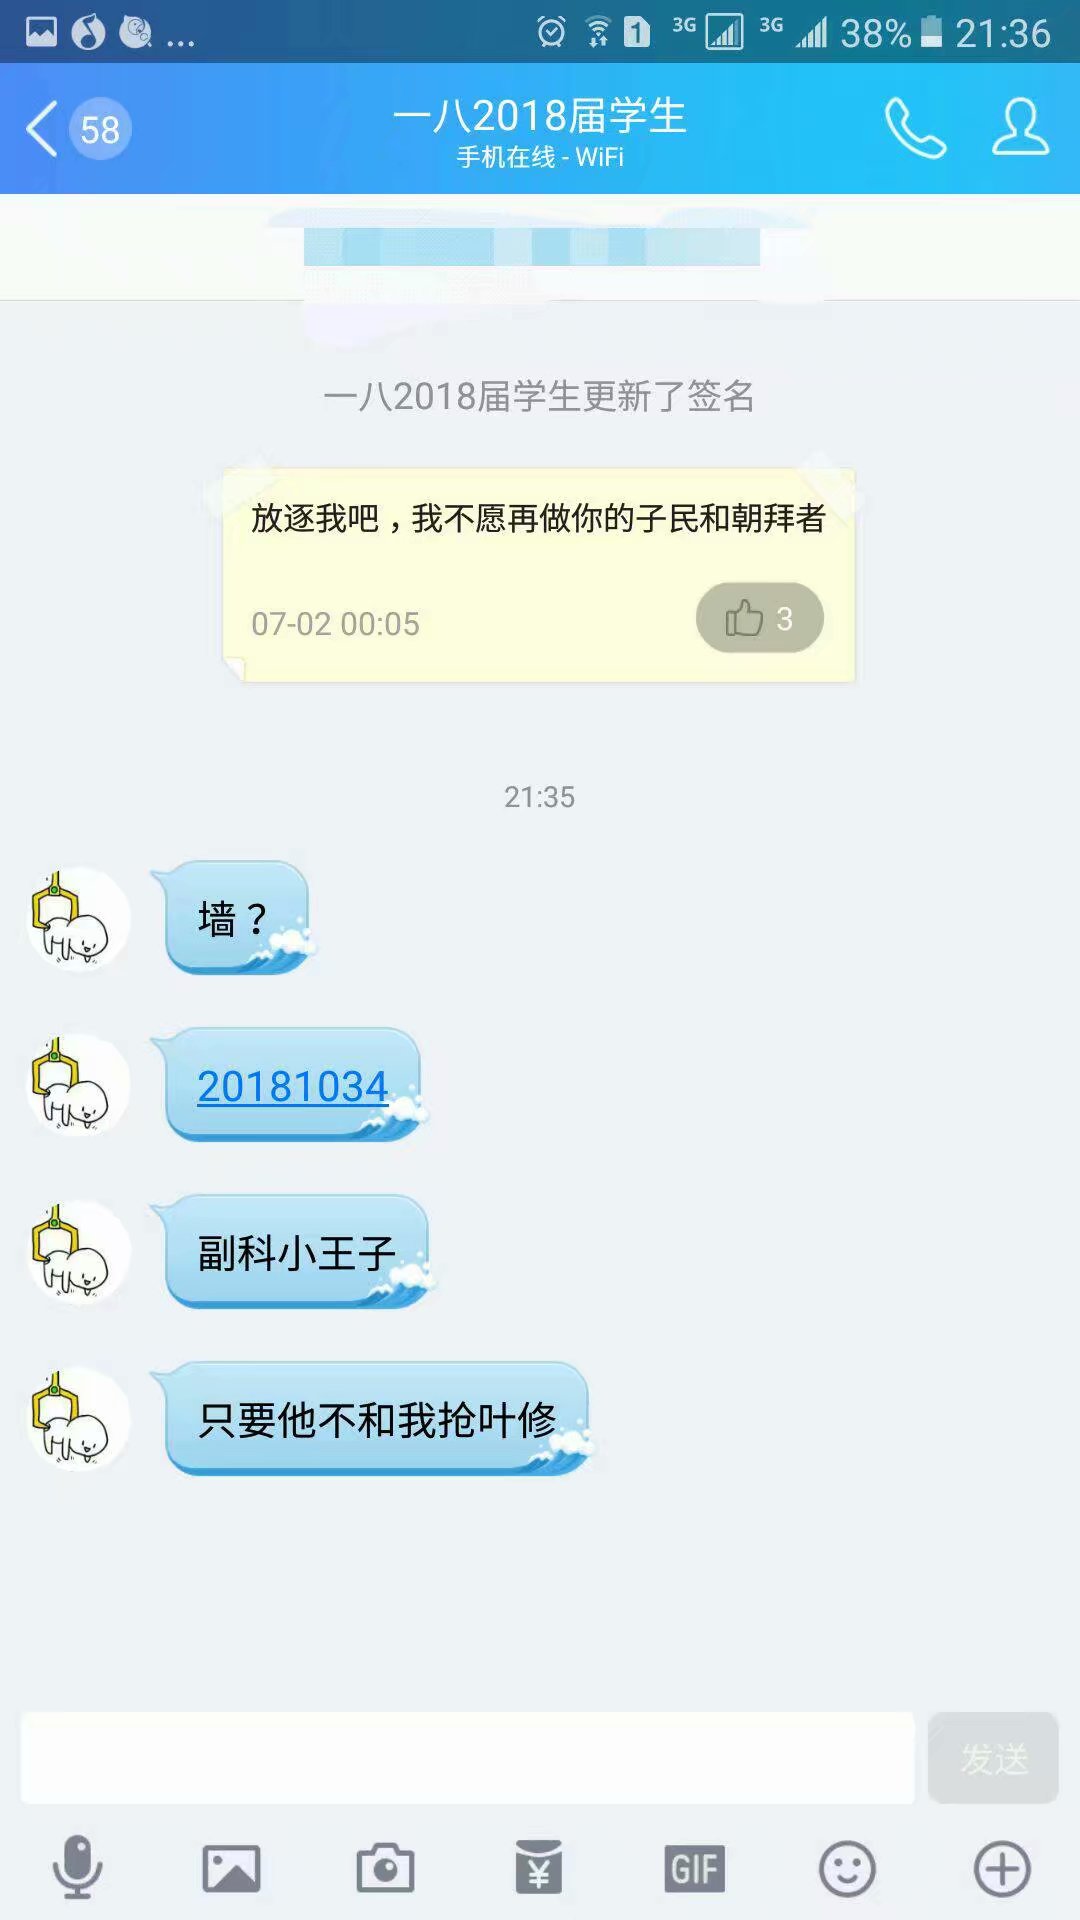 ... 1 3G 3G 38% 21:36
58
一八2018届学生
手机在线 - WiFi
一八2018届学生更新了签名
放逐我吧，我不愿再做你的子民和朝拜者
07-02 00:05
3
21:35
墙？
20181034
副科小王子
只要他不和我抢叶修
发送
¥
GIF